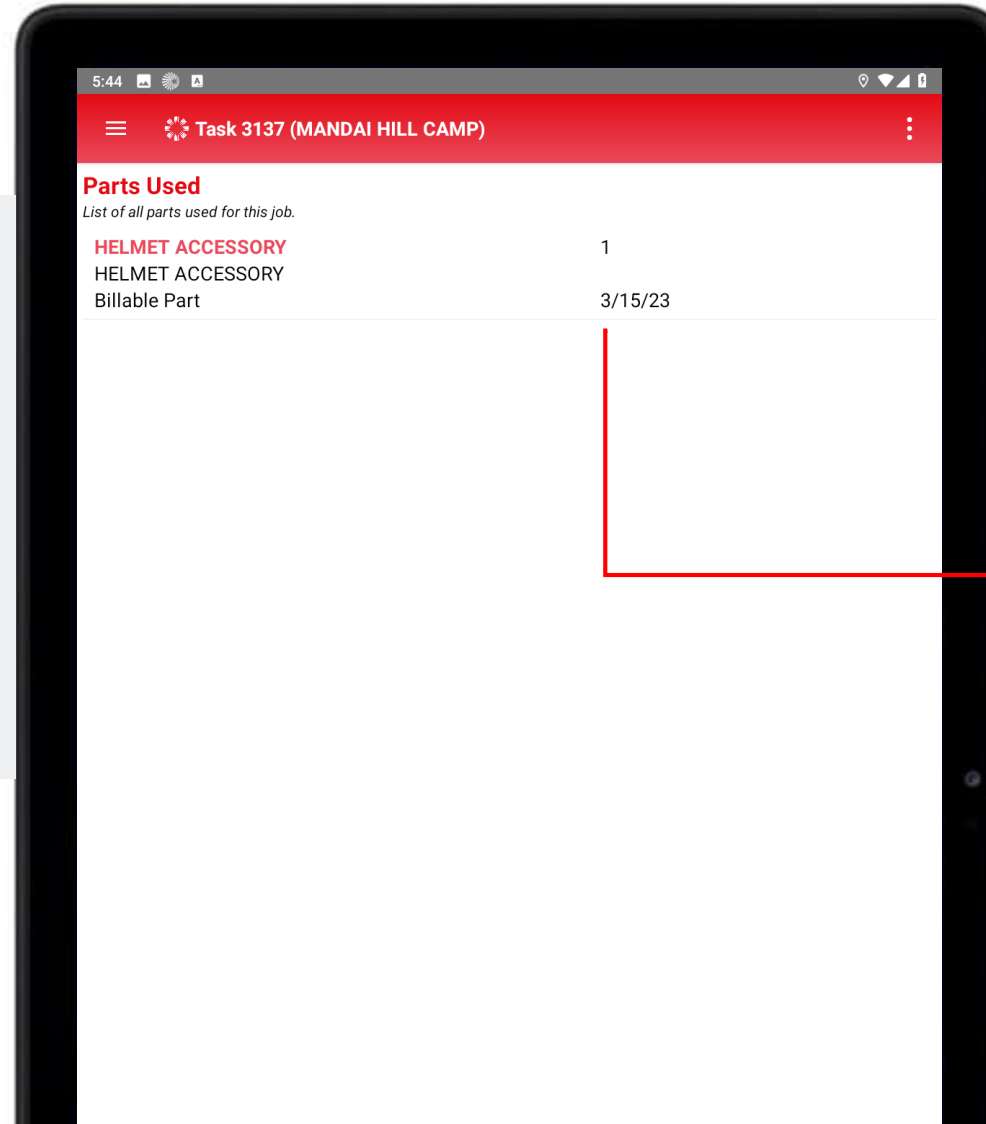 5:44
Task 3137 (MANDAI HILL CAMP)
Parts Used
List of all parts used for this job.
HELMET ACCESSORY 1
HELMET ACCESSORY
Billable Part 3/15/23